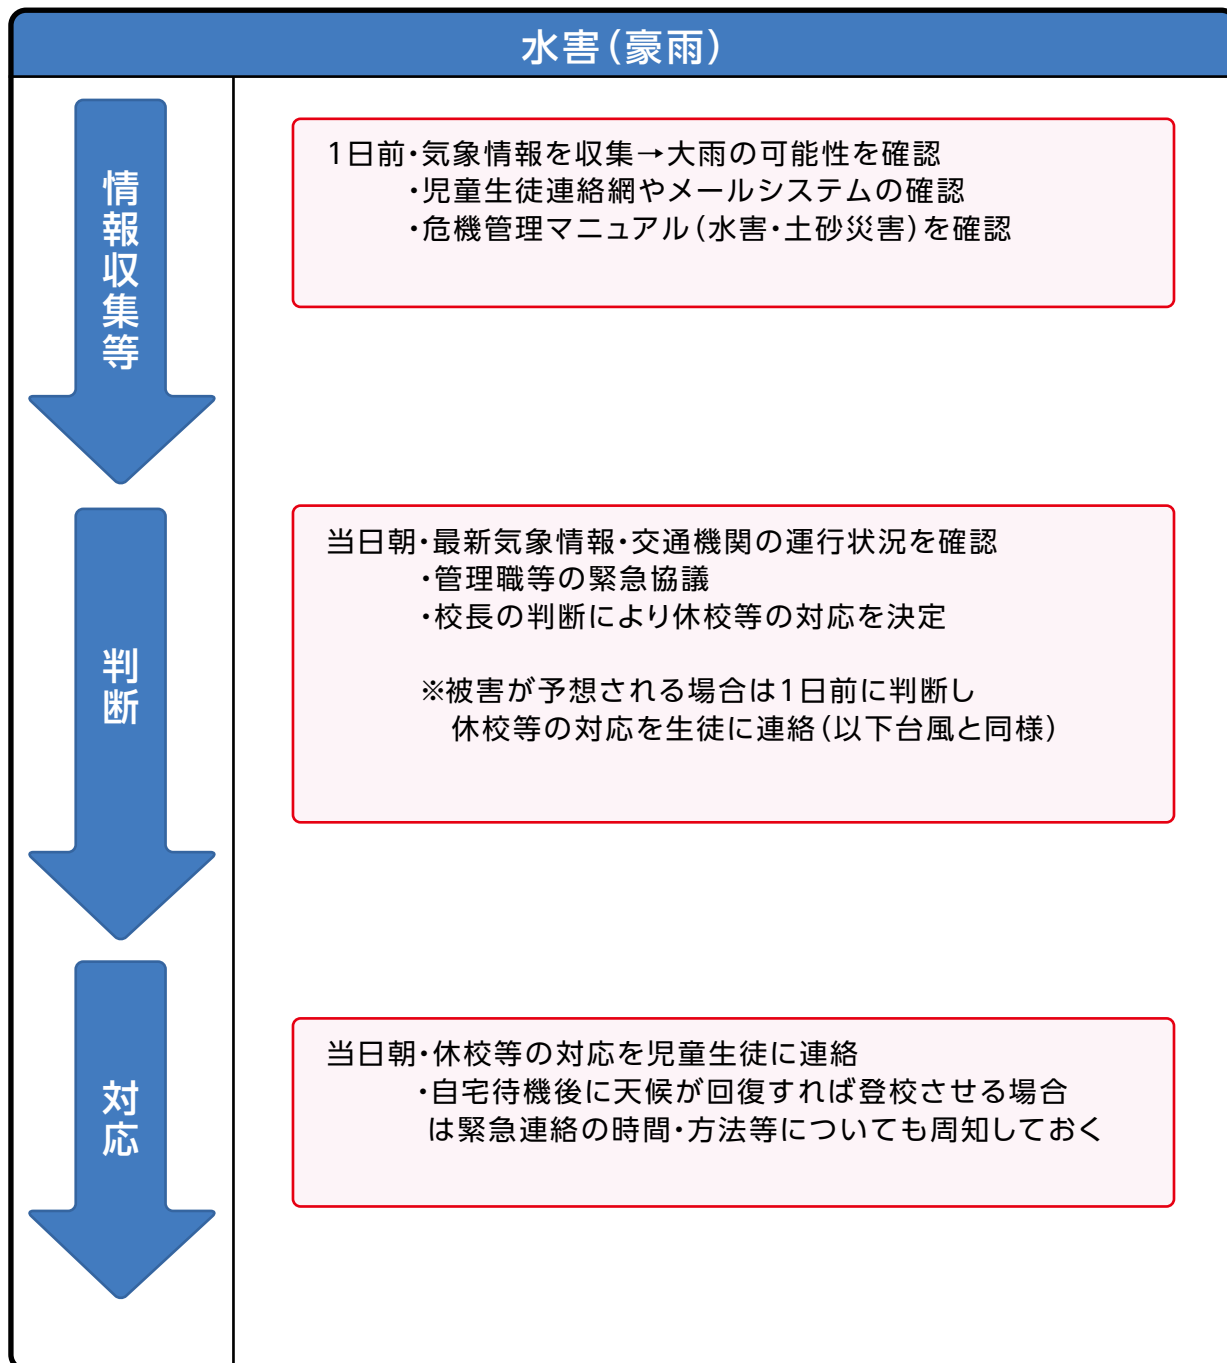 水害（豪雨）
情報収集等
1日前・気象情報を収集→大雨の可能性を確認
・児童生徒連絡網やメールシステムの確認
・危機管理マニュアル（水害・土砂災害）を確認
判断
当日朝・最新気象情報・交通機関の運行状況を確認
・管理職等の緊急協議
・校長の判断により休校等の対応を決定
※被害が予想される場合は1日前に判断し
休校等の対応を生徒に連絡（以下台風と同様）
対応
当日朝・休校等の対応を児童生徒に連絡
・自宅待機後に天候が回復すれば登校させる場合
は緊急連絡の時間・方法等についても周知しておく